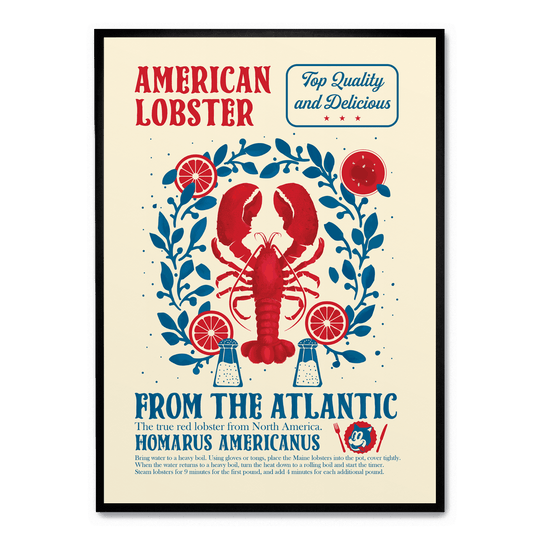 AMERICAN
LOBSTER
Top Quality
and Delicious
FROM THE ATLANTIC
The true red lobster from North America.
HOMARUS AMERICANUS
Bring water to a heavy boil. Using gloves or tongs, place the Maine lobsters into the pot, cover tightly.
When the water returns to a heavy boil, turn the heat down to a rolling boil and start the timer.
Steam lobsters for 9 minutes for the first pound, and add 4 minutes for each additional pound.